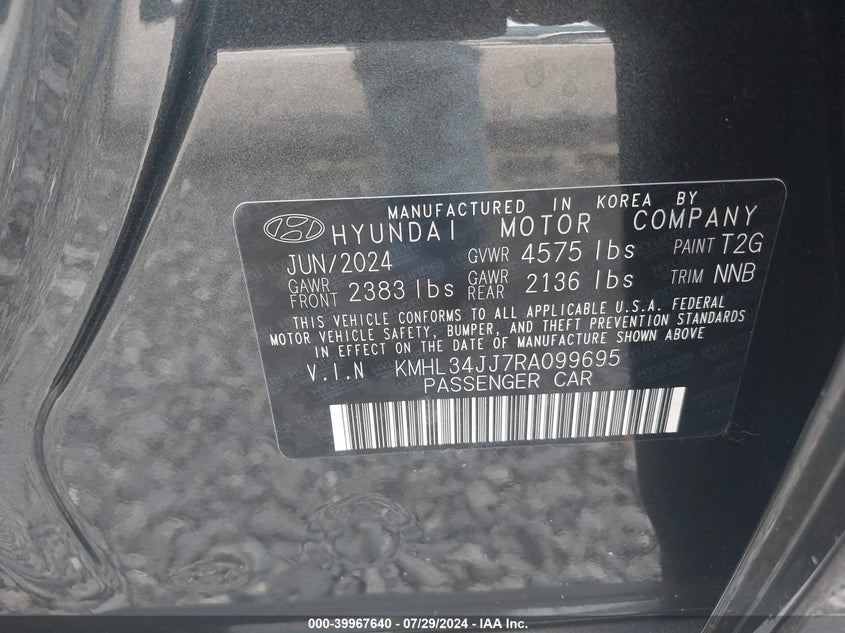 MANUFACTURED IN KOREA BY
HYUNDAI MOTOR COMPANY
JUN/2024 GVWR 4575 lbs PAINT T2G
GAWR FRONT 2383 lbs GAWR REAR 2136 lbs TRIM NNB
THIS VEHICLE CONFORMS TO ALL APPLICABLE U.S.A. FEDERAL
MOTOR VEHICLE SAFETY, BUMPER, AND THEFT PREVENTION STANDARDS
IN EFFECT ON THE DATE OF MANUFACTURE SHOWN ABOVE
V.I.N KMHL34JJ7RA099695
PASSENGER CAR
000-39967640 - 07/29/2024 - IAA Inc.